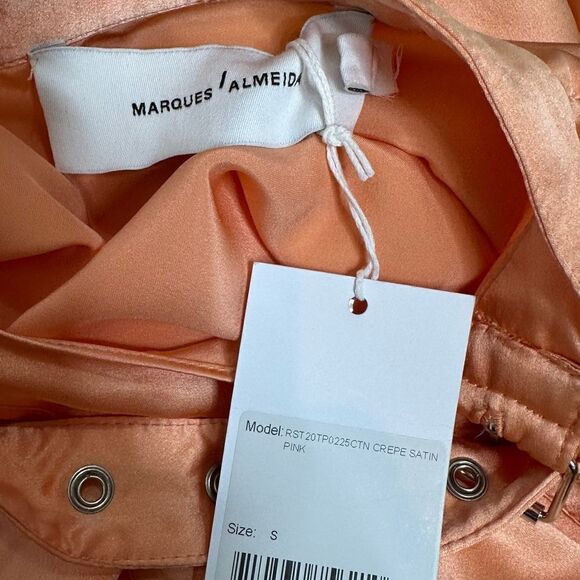 MARQUES / ALMEIDA
Model: RST20TP0225CTN CREPE SATIN
PINK
Size: S